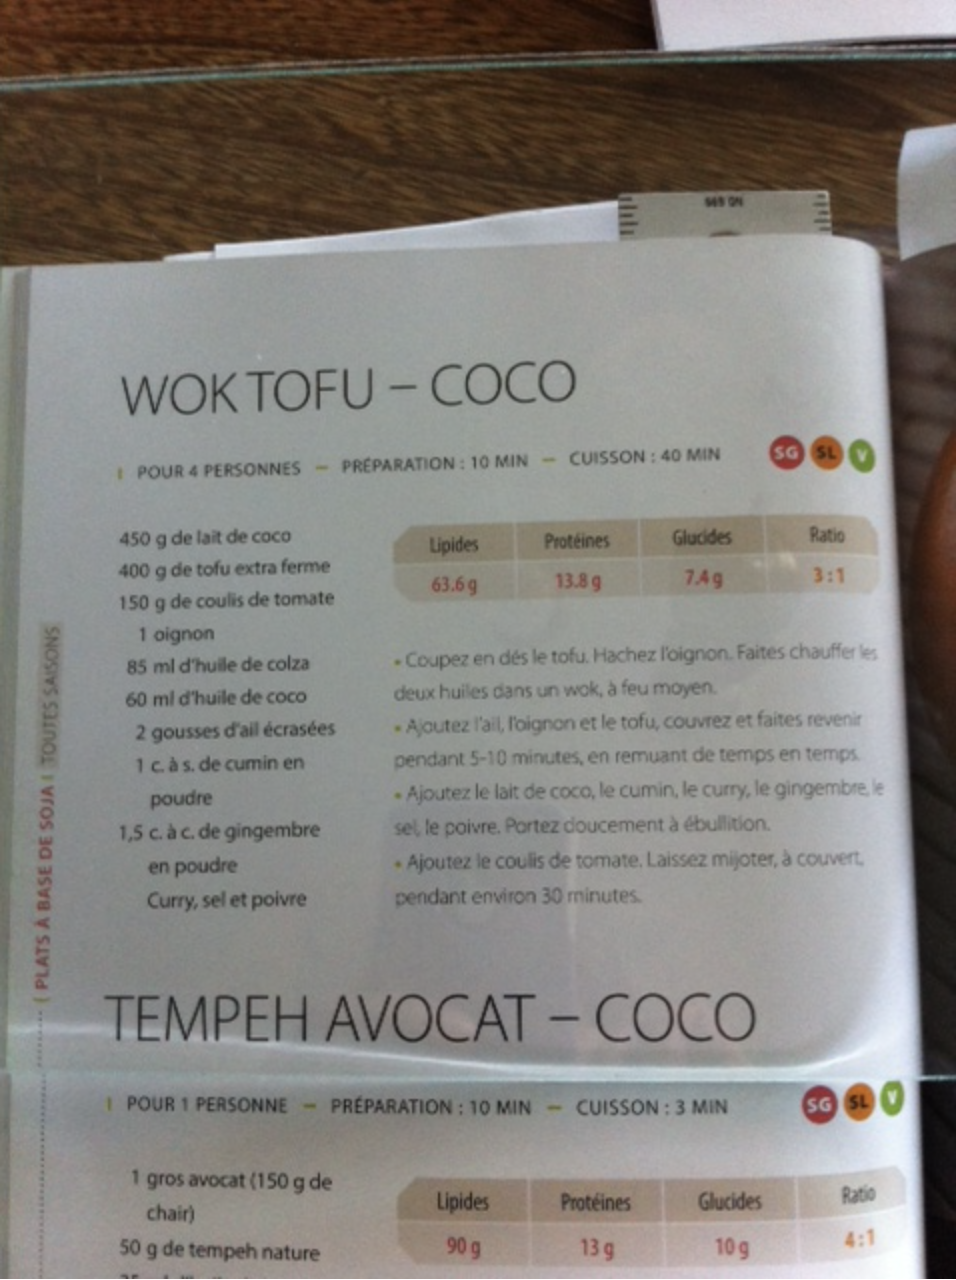 WOK TOFU – COCO
POUR 4 PERSONNES – PRÉPARATION : 10 MIN – CUISSON : 40 MIN
SG SL V
450 g de lait de coco
400 g de tofu extra ferme
150 g de coulis de tomate
1 oignon
85 ml d'huile de colza
60 ml d'huile de coco
2 gousses d'ail écrasées
1 c. à s. de cumin en
poudre
1,5 c. à c. de gingembre
en poudre
Curry, sel et poivre
Lipides Protéines Glucides Ratio
63.6 g 13.8 g 7.4 g 3 : 1
• Coupez en dés le tofu. Hachez l'oignon. Faites chauffer les
deux huiles dans un wok, à feu moyen.
• Ajoutez l'ail, l'oignon et le tofu, couvrez et faites revenir
pendant 5-10 minutes, en remuant de temps en temps.
• Ajoutez le lait de coco, le cumin, le curry, le gingembre, le
sel, le poivre. Portez doucement à ébullition.
• Ajoutez le coulis de tomate. Laissez mijoter, à couvert,
pendant environ 30 minutes.
PLATS À BASE DE SOJA | TOUTES SAISONS
TEMPEH AVOCAT – COCO
POUR 1 PERSONNE – PRÉPARATION : 10 MIN – CUISSON : 3 MIN
SG SL V
1 gros avocat (150 g de
chair)
50 g de tempeh nature
Lipides Protéines Glucides Ratio
90 g 13 g 10 g 4 : 1